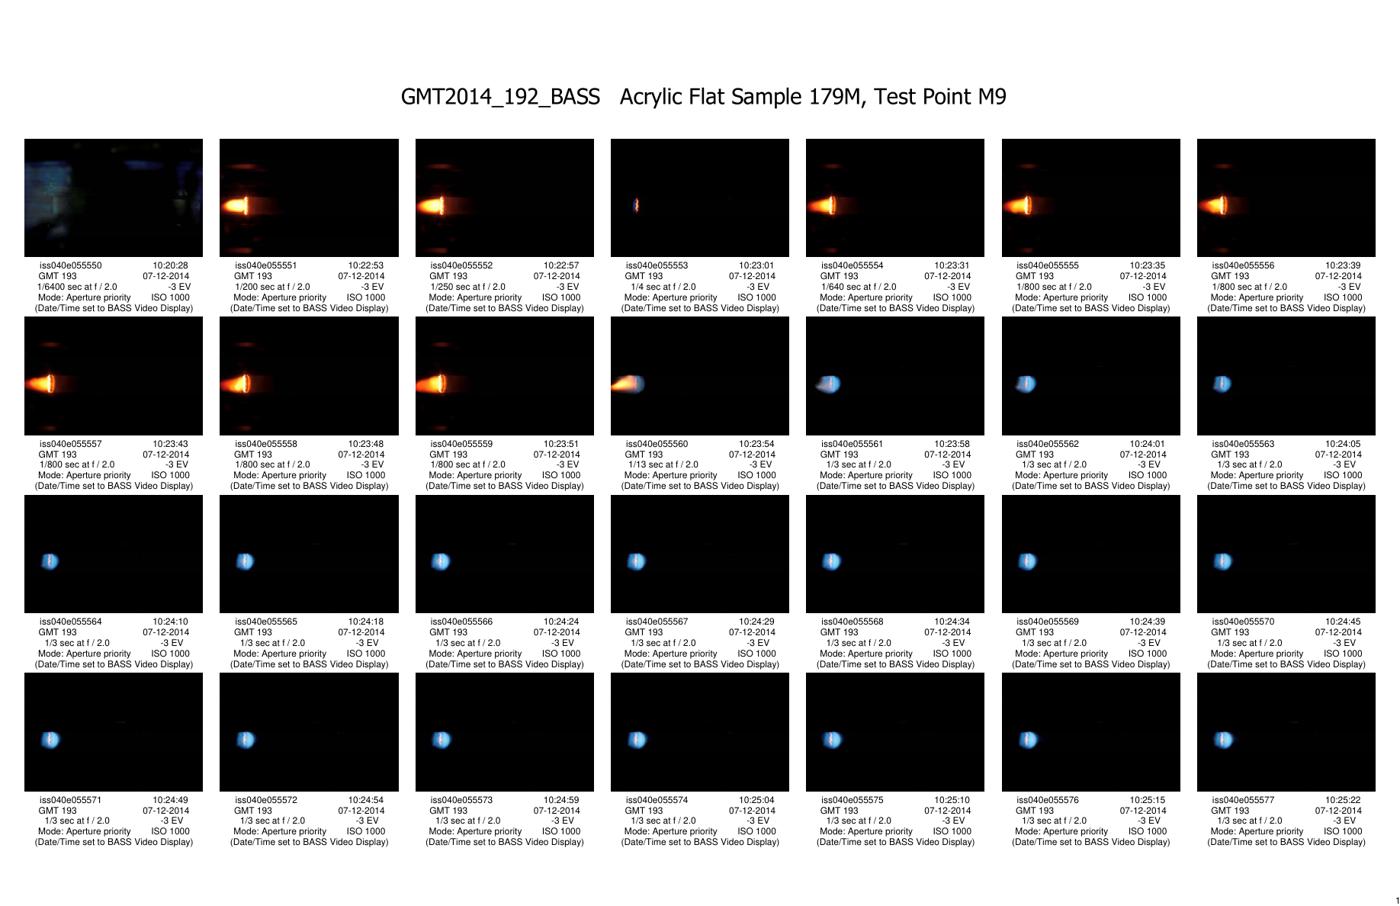 GMT2014_192_BASS Acrylic Flat Sample 179M, Test Point M9
iss040e055550 10:20:28
GMT 193 07-12-2014
1/6400 sec at f / 2.0 -3 EV
Mode: Aperture priority ISO 1000
(Date/Time set to BASS Video Display)
iss040e055551 10:22:53
GMT 193 07-12-2014
1/200 sec at f / 2.0 -3 EV
Mode: Aperture priority ISO 1000
(Date/Time set to BASS Video Display)
iss040e055552 10:22:57
GMT 193 07-12-2014
1/250 sec at f / 2.0 -3 EV
Mode: Aperture priority ISO 1000
(Date/Time set to BASS Video Display)
iss040e055553 10:23:01
GMT 193 07-12-2014
1/4 sec at f / 2.0 -3 EV
Mode: Aperture priority ISO 1000
(Date/Time set to BASS Video Display)
iss040e055554 10:23:31
GMT 193 07-12-2014
1/640 sec at f / 2.0 -3 EV
Mode: Aperture priority ISO 1000
(Date/Time set to BASS Video Display)
iss040e055555 10:23:35
GMT 193 07-12-2014
1/800 sec at f / 2.0 -3 EV
Mode: Aperture priority ISO 1000
(Date/Time set to BASS Video Display)
iss040e055556 10:23:39
GMT 193 07-12-2014
1/800 sec at f / 2.0 -3 EV
Mode: Aperture priority ISO 1000
(Date/Time set to BASS Video Display)
iss040e055557 10:23:43
GMT 193 07-12-2014
1/800 sec at f / 2.0 -3 EV
Mode: Aperture priority ISO 1000
(Date/Time set to BASS Video Display)
iss040e055558 10:23:48
GMT 193 07-12-2014
1/800 sec at f / 2.0 -3 EV
Mode: Aperture priority ISO 1000
(Date/Time set to BASS Video Display)
iss040e055559 10:23:51
GMT 193 07-12-2014
1/800 sec at f / 2.0 -3 EV
Mode: Aperture priority ISO 1000
(Date/Time set to BASS Video Display)
iss040e055560 10:23:54
GMT 193 07-12-2014
1/13 sec at f / 2.0 -3 EV
Mode: Aperture priority ISO 1000
(Date/Time set to BASS Video Display)
iss040e055561 10:23:58
GMT 193 07-12-2014
1/3 sec at f / 2.0 -3 EV
Mode: Aperture priority ISO 1000
(Date/Time set to BASS Video Display)
iss040e055562 10:24:01
GMT 193 07-12-2014
1/3 sec at f / 2.0 -3 EV
Mode: Aperture priority ISO 1000
(Date/Time set to BASS Video Display)
iss040e055563 10:24:05
GMT 193 07-12-2014
1/3 sec at f / 2.0 -3 EV
Mode: Aperture priority ISO 1000
(Date/Time set to BASS Video Display)
iss040e055564 10:24:10
GMT 193 07-12-2014
1/3 sec at f / 2.0 -3 EV
Mode: Aperture priority ISO 1000
(Date/Time set to BASS Video Display)
iss040e055565 10:24:18
GMT 193 07-12-2014
1/3 sec at f / 2.0 -3 EV
Mode: Aperture priority ISO 1000
(Date/Time set to BASS Video Display)
iss040e055566 10:24:24
GMT 193 07-12-2014
1/3 sec at f / 2.0 -3 EV
Mode: Aperture priority ISO 1000
(Date/Time set to BASS Video Display)
iss040e055567 10:24:29
GMT 193 07-12-2014
1/3 sec at f / 2.0 -3 EV
Mode: Aperture priority ISO 1000
(Date/Time set to BASS Video Display)
iss040e055568 10:24:34
GMT 193 07-12-2014
1/3 sec at f / 2.0 -3 EV
Mode: Aperture priority ISO 1000
(Date/Time set to BASS Video Display)
iss040e055569 10:24:39
GMT 193 07-12-2014
1/3 sec at f / 2.0 -3 EV
Mode: Aperture priority ISO 1000
(Date/Time set to BASS Video Display)
iss040e055570 10:24:45
GMT 193 07-12-2014
1/3 sec at f / 2.0 -3 EV
Mode: Aperture priority ISO 1000
(Date/Time set to BASS Video Display)
iss040e055571 10:24:49
GMT 193 07-12-2014
1/3 sec at f / 2.0 -3 EV
Mode: Aperture priority ISO 1000
(Date/Time set to BASS Video Display)
iss040e055572 10:24:54
GMT 193 07-12-2014
1/3 sec at f / 2.0 -3 EV
Mode: Aperture priority ISO 1000
(Date/Time set to BASS Video Display)
iss040e055573 10:24:59
GMT 193 07-12-2014
1/3 sec at f / 2.0 -3 EV
Mode: Aperture priority ISO 1000
(Date/Time set to BASS Video Display)
iss040e055574 10:25:04
GMT 193 07-12-2014
1/3 sec at f / 2.0 -3 EV
Mode: Aperture priority ISO 1000
(Date/Time set to BASS Video Display)
iss040e055575 10:25:10
GMT 193 07-12-2014
1/3 sec at f / 2.0 -3 EV
Mode: Aperture priority ISO 1000
(Date/Time set to BASS Video Display)
iss040e055576 10:25:15
GMT 193 07-12-2014
1/3 sec at f / 2.0 -3 EV
Mode: Aperture priority ISO 1000
(Date/Time set to BASS Video Display)
iss040e055577 10:25:22
GMT 193 07-12-2014
1/3 sec at f / 2.0 -3 EV
Mode: Aperture priority ISO 1000
(Date/Time set to BASS Video Display)